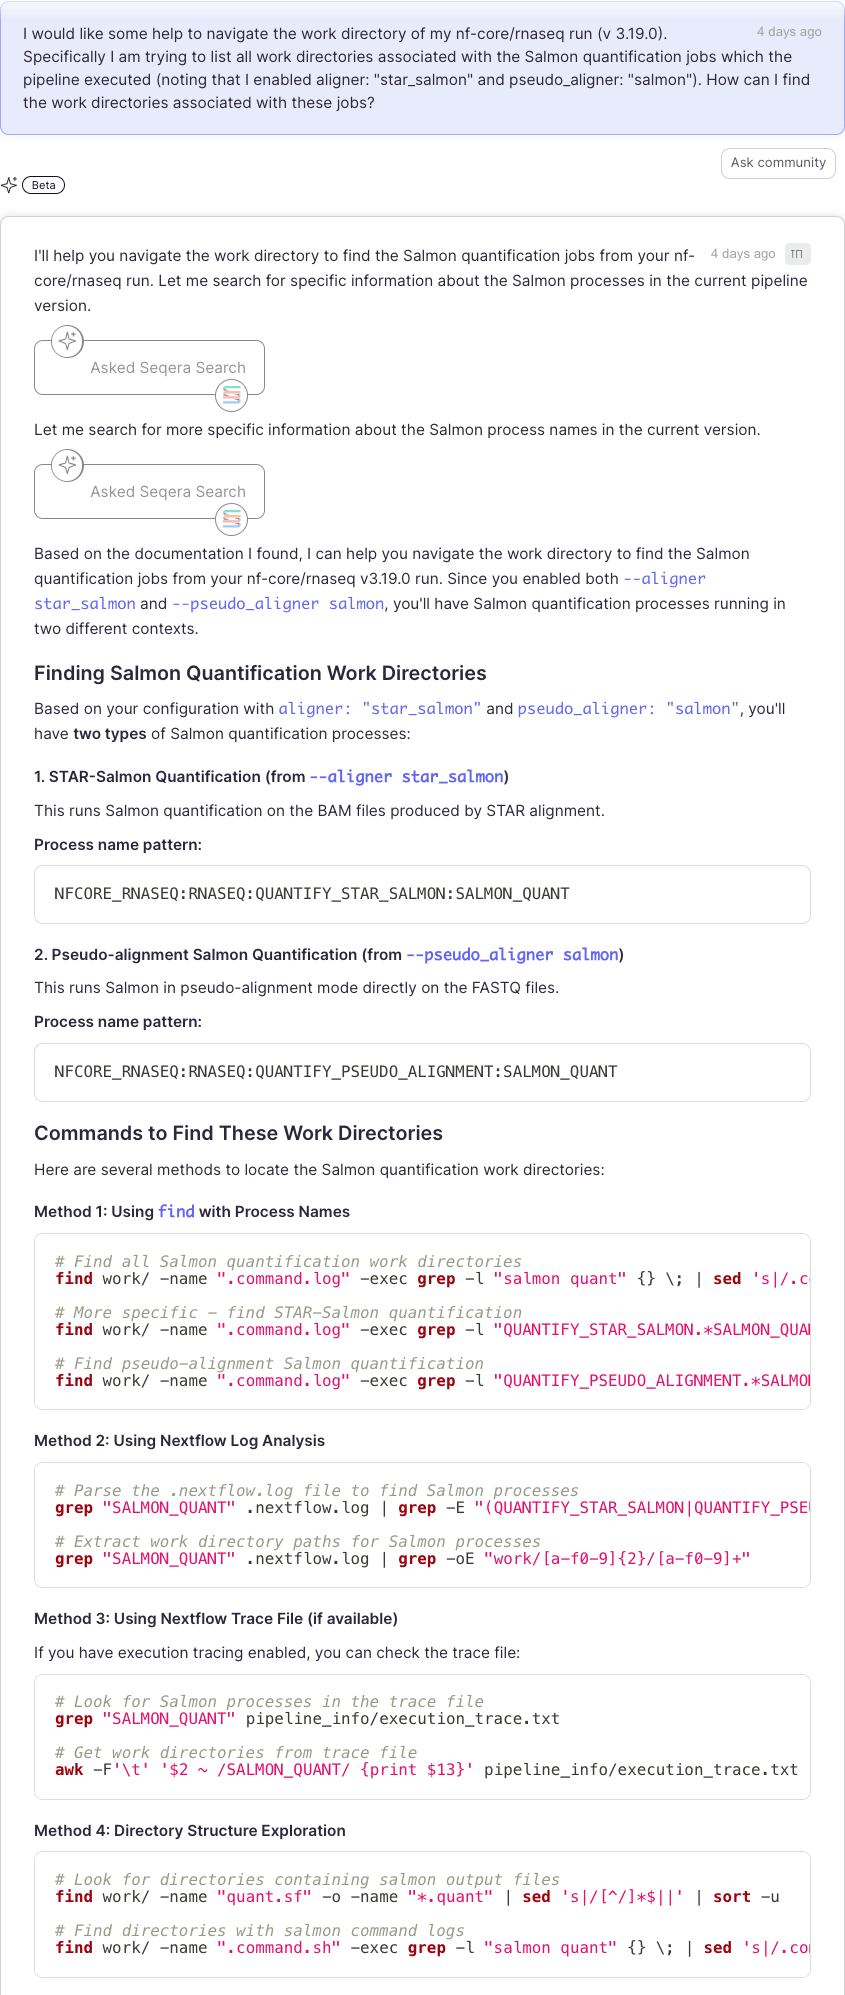 I would like some help to navigate the work directory of my nf-core/rnaseq run (v 3.19.0).
4 days ago
Specifically I am trying to list all work directories associated with the Salmon quantification jobs which the
pipeline executed (noting that I enabled aligner: "star_salmon" and pseudo_aligner: "salmon"). How can I find
the work directories associated with these jobs?
Ask community
Beta
I'll help you navigate the work directory to find the Salmon quantification jobs from your nf-
4 days ago
core/rnaseq run. Let me search for specific information about the Salmon processes in the current pipeline
version.
Asked Seqera Search
Let me search for more specific information about the Salmon process names in the current version.
Asked Seqera Search
Based on the documentation I found, I can help you navigate the work directory to find the Salmon
quantification jobs from your nf-core/rnaseq v3.19.0 run. Since you enabled both --aligner
star_salmon and --pseudo_aligner salmon, you'll have Salmon quantification processes running in
two different contexts.
Finding Salmon Quantification Work Directories
Based on your configuration with aligner: "star_salmon" and pseudo_aligner: "salmon", you'll
have two types of Salmon quantification processes:
1. STAR-Salmon Quantification (from --aligner star_salmon)
This runs Salmon quantification on the BAM files produced by STAR alignment.
Process name pattern:
NFCORE_RNASEQ:RNASEQ:QUANTIFY_STAR_SALMON:SALMON_QUANT
2. Pseudo-alignment Salmon Quantification (from --pseudo_aligner salmon)
This runs Salmon in pseudo-alignment mode directly on the FASTQ files.
Process name pattern:
NFCORE_RNASEQ:RNASEQ:QUANTIFY_PSEUDO_ALIGNMENT:SALMON_QUANT
Commands to Find These Work Directories
Here are several methods to locate the Salmon quantification work directories:
Method 1: Using find with Process Names
# Find all Salmon quantification work directories
find work/ -name ".command.log" -exec grep -l "salmon quant" {} \; | sed 's|/.c
# More specific - find STAR-Salmon quantification
find work/ -name ".command.log" -exec grep -l "QUANTIFY_STAR_SALMON.*SALMON_QUA
# Find pseudo-alignment Salmon quantification
find work/ -name ".command.log" -exec grep -l "QUANTIFY_PSEUDO_ALIGNMENT.*SALMO
Method 2: Using Nextflow Log Analysis
# Parse the .nextflow.log file to find Salmon processes
grep "SALMON_QUANT" .nextflow.log | grep -E "(QUANTIFY_STAR_SALMON|QUANTIFY_PSE
# Extract work directory paths for Salmon processes
grep "SALMON_QUANT" .nextflow.log | grep -oE "work/[a-f0-9]{2}/[a-f0-9]+"
Method 3: Using Nextflow Trace File (if available)
If you have execution tracing enabled, you can check the trace file:
# Look for Salmon processes in the trace file
grep "SALMON_QUANT" pipeline_info/execution_trace.txt
# Get work directories from trace file
awk -F'\t' '$2 ~ /SALMON_QUANT/ {print $13}' pipeline_info/execution_trace.txt
Method 4: Directory Structure Exploration
# Look for directories containing salmon output files
find work/ -name "quant.sf" -o -name "*.quant" | sed 's|/[^/]*$||' | sort -u
# Find directories with salmon command logs
find work/ -name ".command.sh" -exec grep -l "salmon quant" {} \; | sed 's|/.co